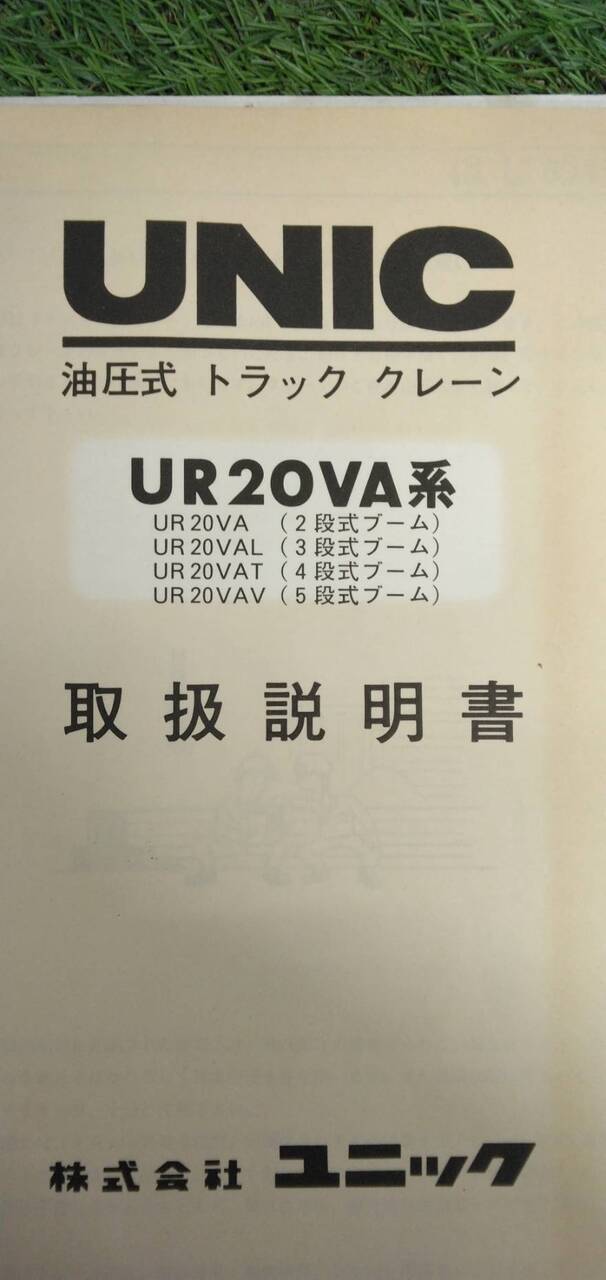 UNIC
油圧式 トラック クレーン
UR20VA系
UR20VA (2段式ブーム)
UR20VAL (3段式ブーム)
UR20VAT (4段式ブーム)
UR20VAV (5段式ブーム)
取扱説明書
株式会社 ユニック